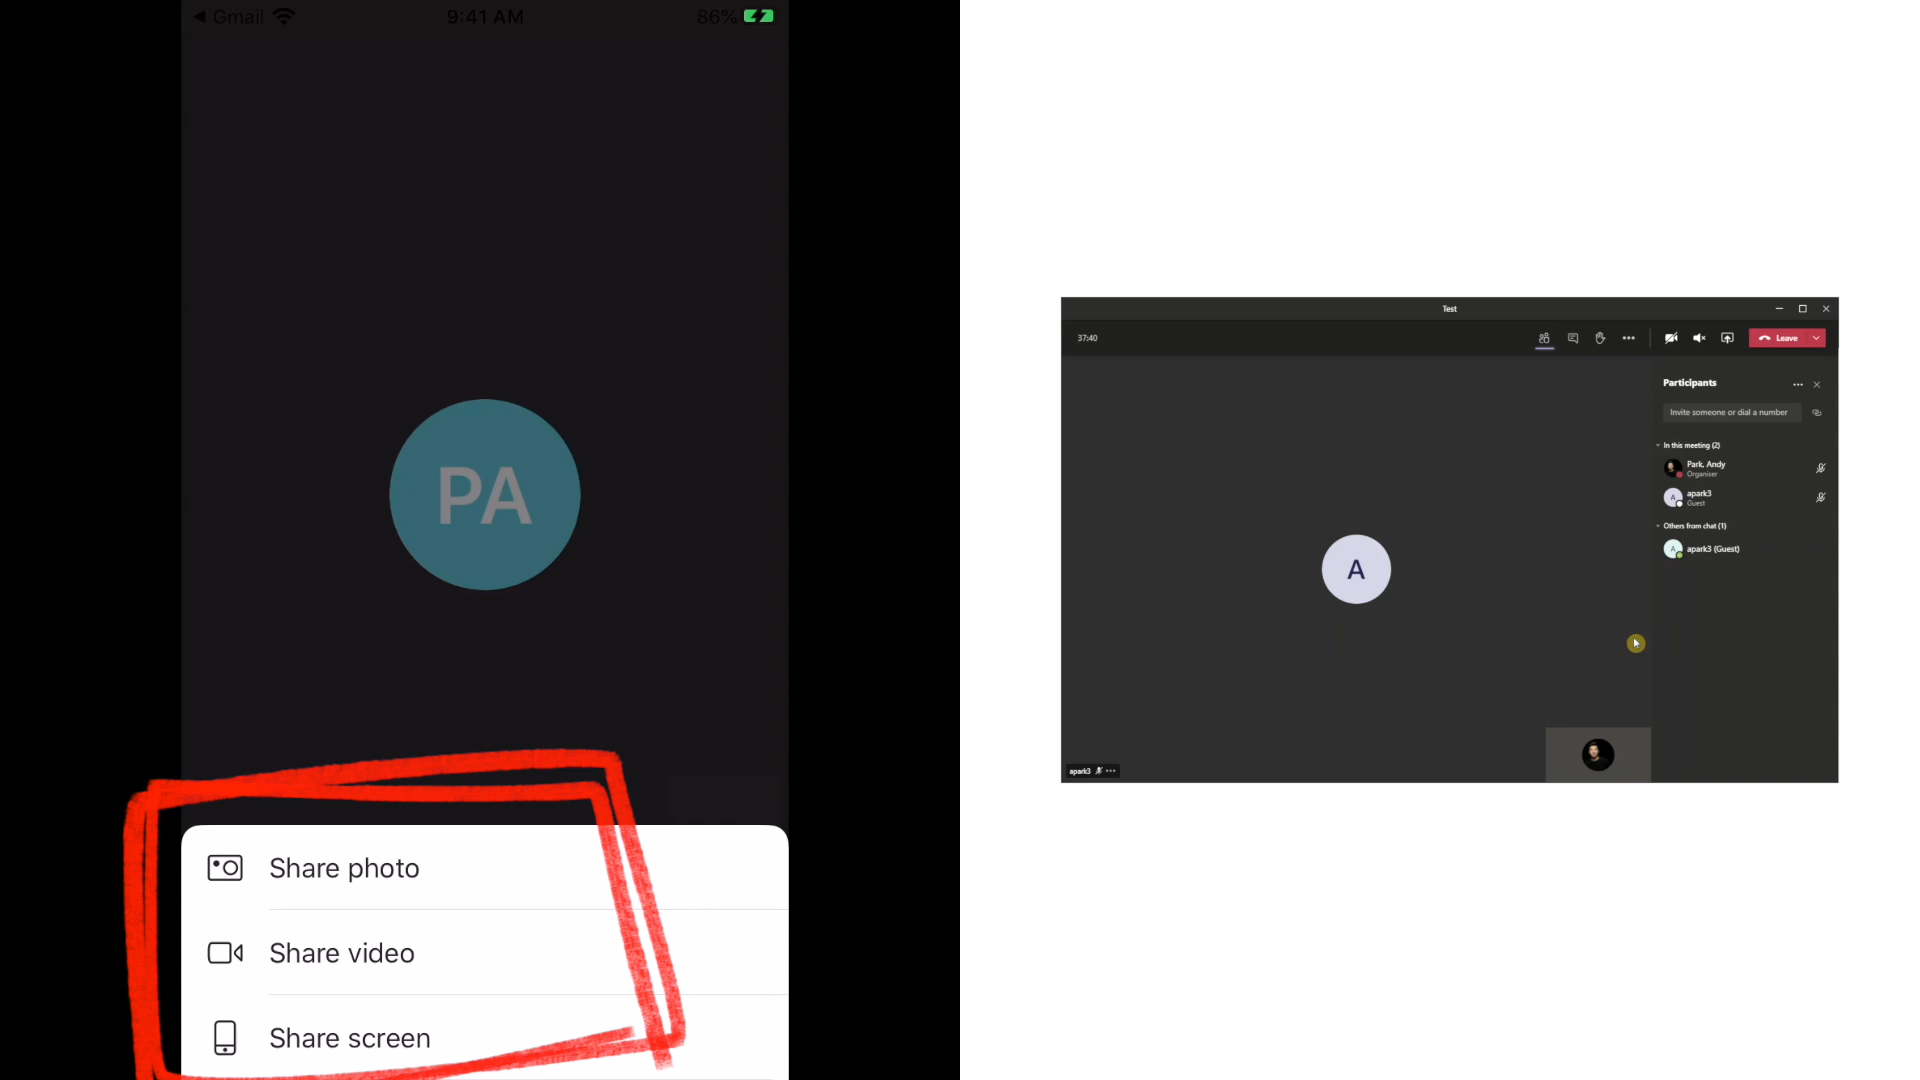 Gmail
9:41 AM
86%
PA
Share photo
Share video
Share screen
Test
37:40
Leave
Participants
Invite someone or dial a number
In this meeting (2)
Park, Andy
Organiser
A
apark3
Guest
Others from chat (1)
A
apark3 (Guest)
A
apark3